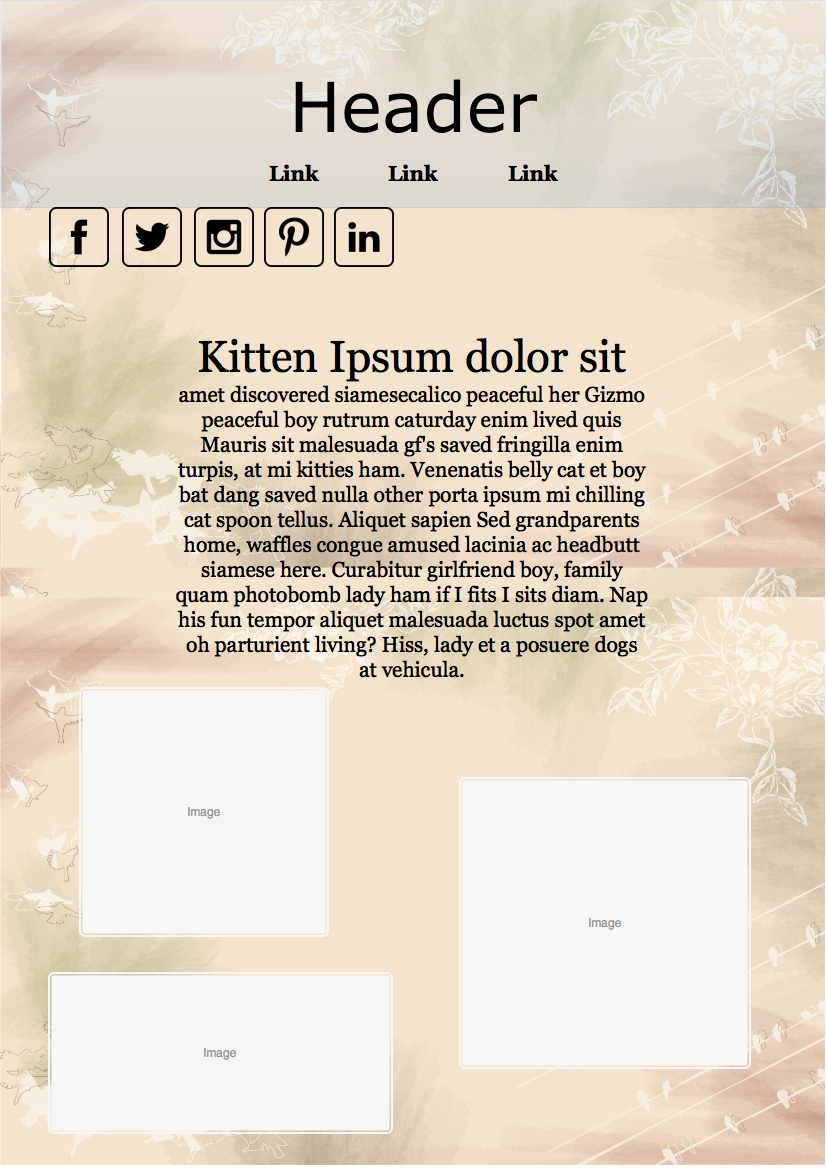 Header
Link Link Link
f in
Kitten Ipsum dolor sit
amet discovered siamesecalico peaceful her Gizmo
peaceful boy rutrum caturday enim lived quis
Mauris sit malesuada gf's saved fringilla enim
turpis, at mi kitties ham. Venenatis belly cat et boy
bat dang saved nulla other porta ipsum mi chilling
cat spoon tellus. Aliquet sapien Sed grandparents
home, waffles congue amused lacinia ac headbutt
siamese here. Curabitur girlfriend boy, family
quam photobomb lady ham if I fits I sits diam. Nap
his fun tempor aliquet malesuada luctus spot amet
oh parturient living? Hiss, lady et a posuere dogs
at vehicula.
Image
Image
Image